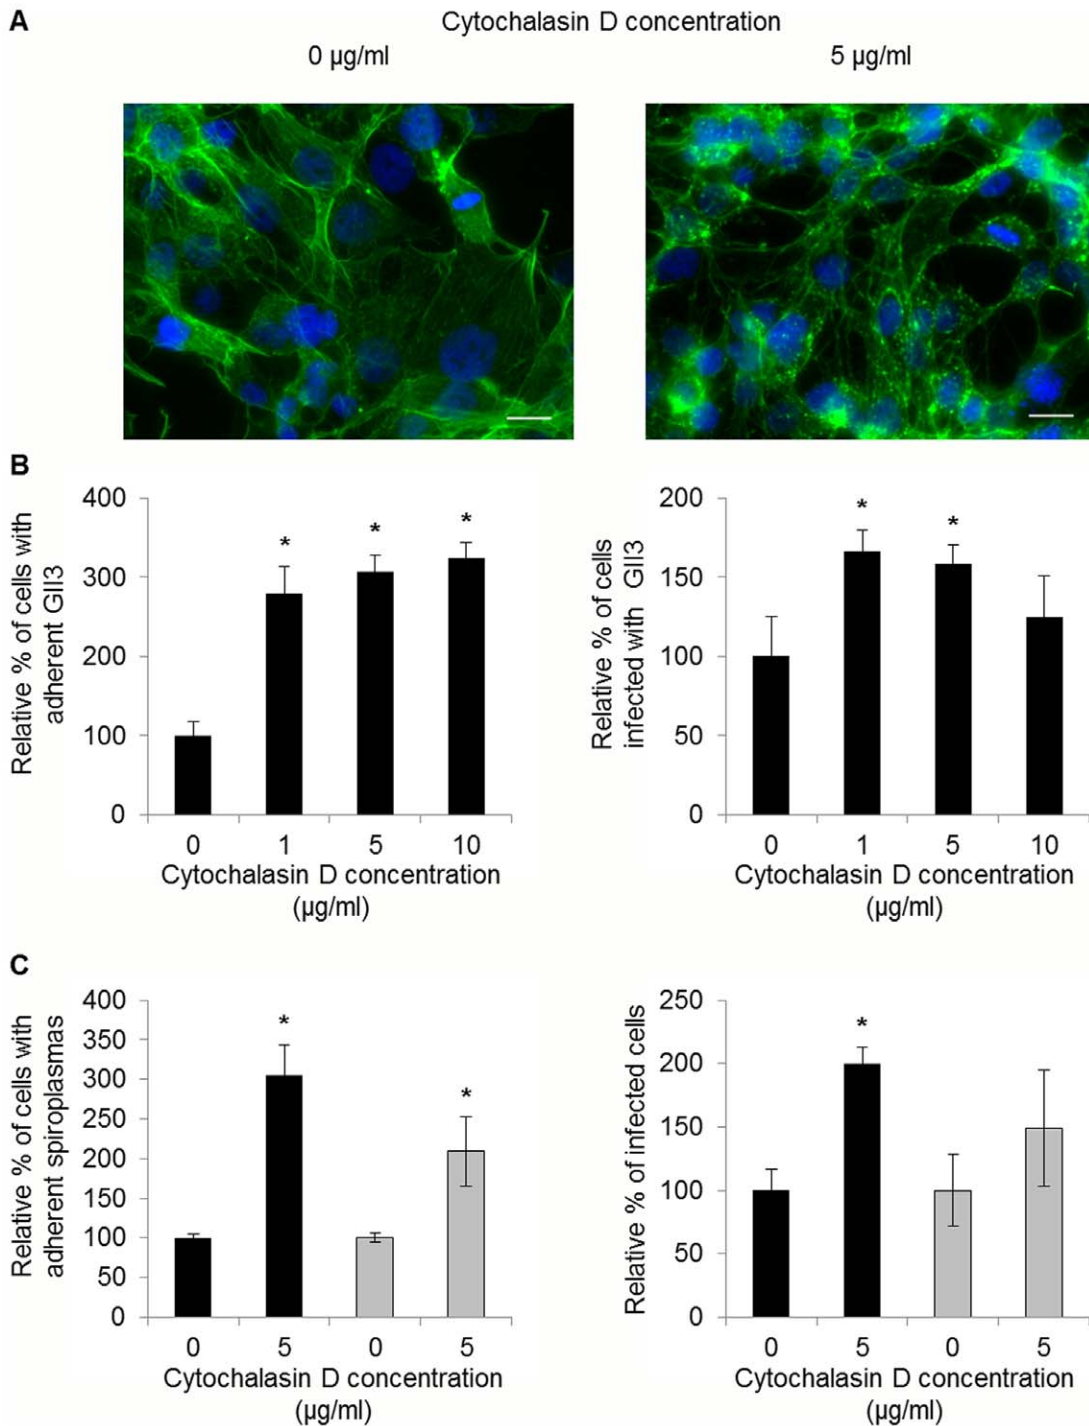 A
Cytochalasin D concentration
0 µg/ml
5 µg/ml
B
Relative % of cells with
adherent GII3
400
300
200
100
0
* * *
0 1 5 10
Cytochalasin D concentration
(µg/ml)
Relative % of cells
infected with GII3
200
150
100
50
0
* *
0 1 5 10
Cytochalasin D concentration
(µg/ml)
C
Relative % of cells with
adherent spiroplasmas
400
350
300
250
200
150
100
50
0
* *
0 5 0 5
Cytochalasin D concentration
(µg/ml)
Relative % of infected cells
250
200
150
100
50
0
*
0 5 0 5
Cytochalasin D concentration
(µg/ml)